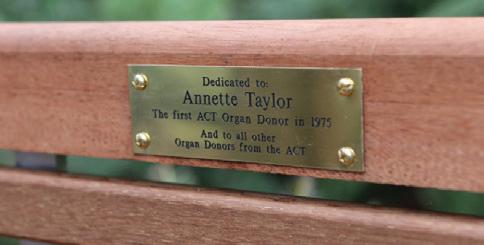 Dedicated to:
Annette Taylor
The first ACT Organ Donor in 1975
And to all other
Organ Donors from the ACT